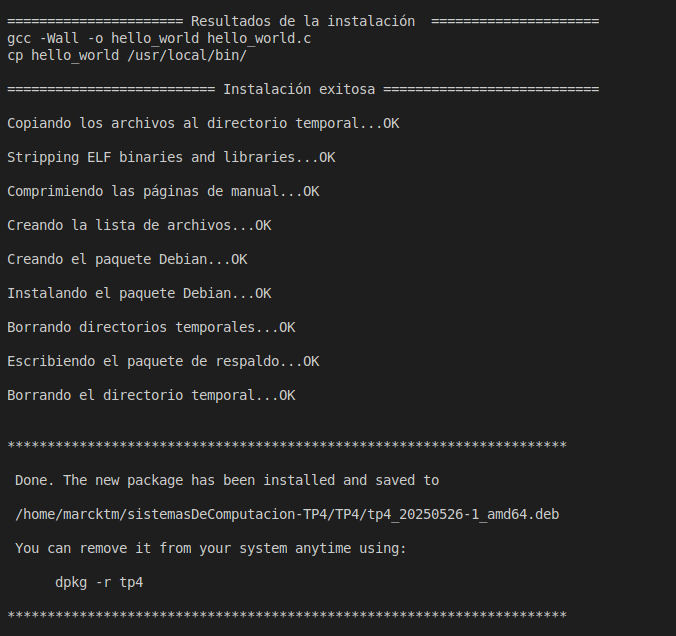 ====================== Resultados de la instalación  =====================
gcc -Wall -o hello_world hello_world.c
cp hello_world /usr/local/bin/
========================== Instalación exitosa ===========================
Copiando los archivos al directorio temporal...OK
Stripping ELF binaries and libraries...OK
Comprimiendo las páginas de manual...OK
Creando la lista de archivos...OK
Creando el paquete Debian...OK
Instalando el paquete Debian...OK
Borrando directorios temporales...OK
Escribiendo el paquete de respaldo...OK
Borrando el directorio temporal...OK
**********************************************************************
 Done. The new package has been installed and saved to
 /home/marcktm/sistemasDeComputacion-TP4/TP4/tp4_20250526-1_amd64.deb
 You can remove it from your system anytime using:
      dpkg -r tp4
**********************************************************************